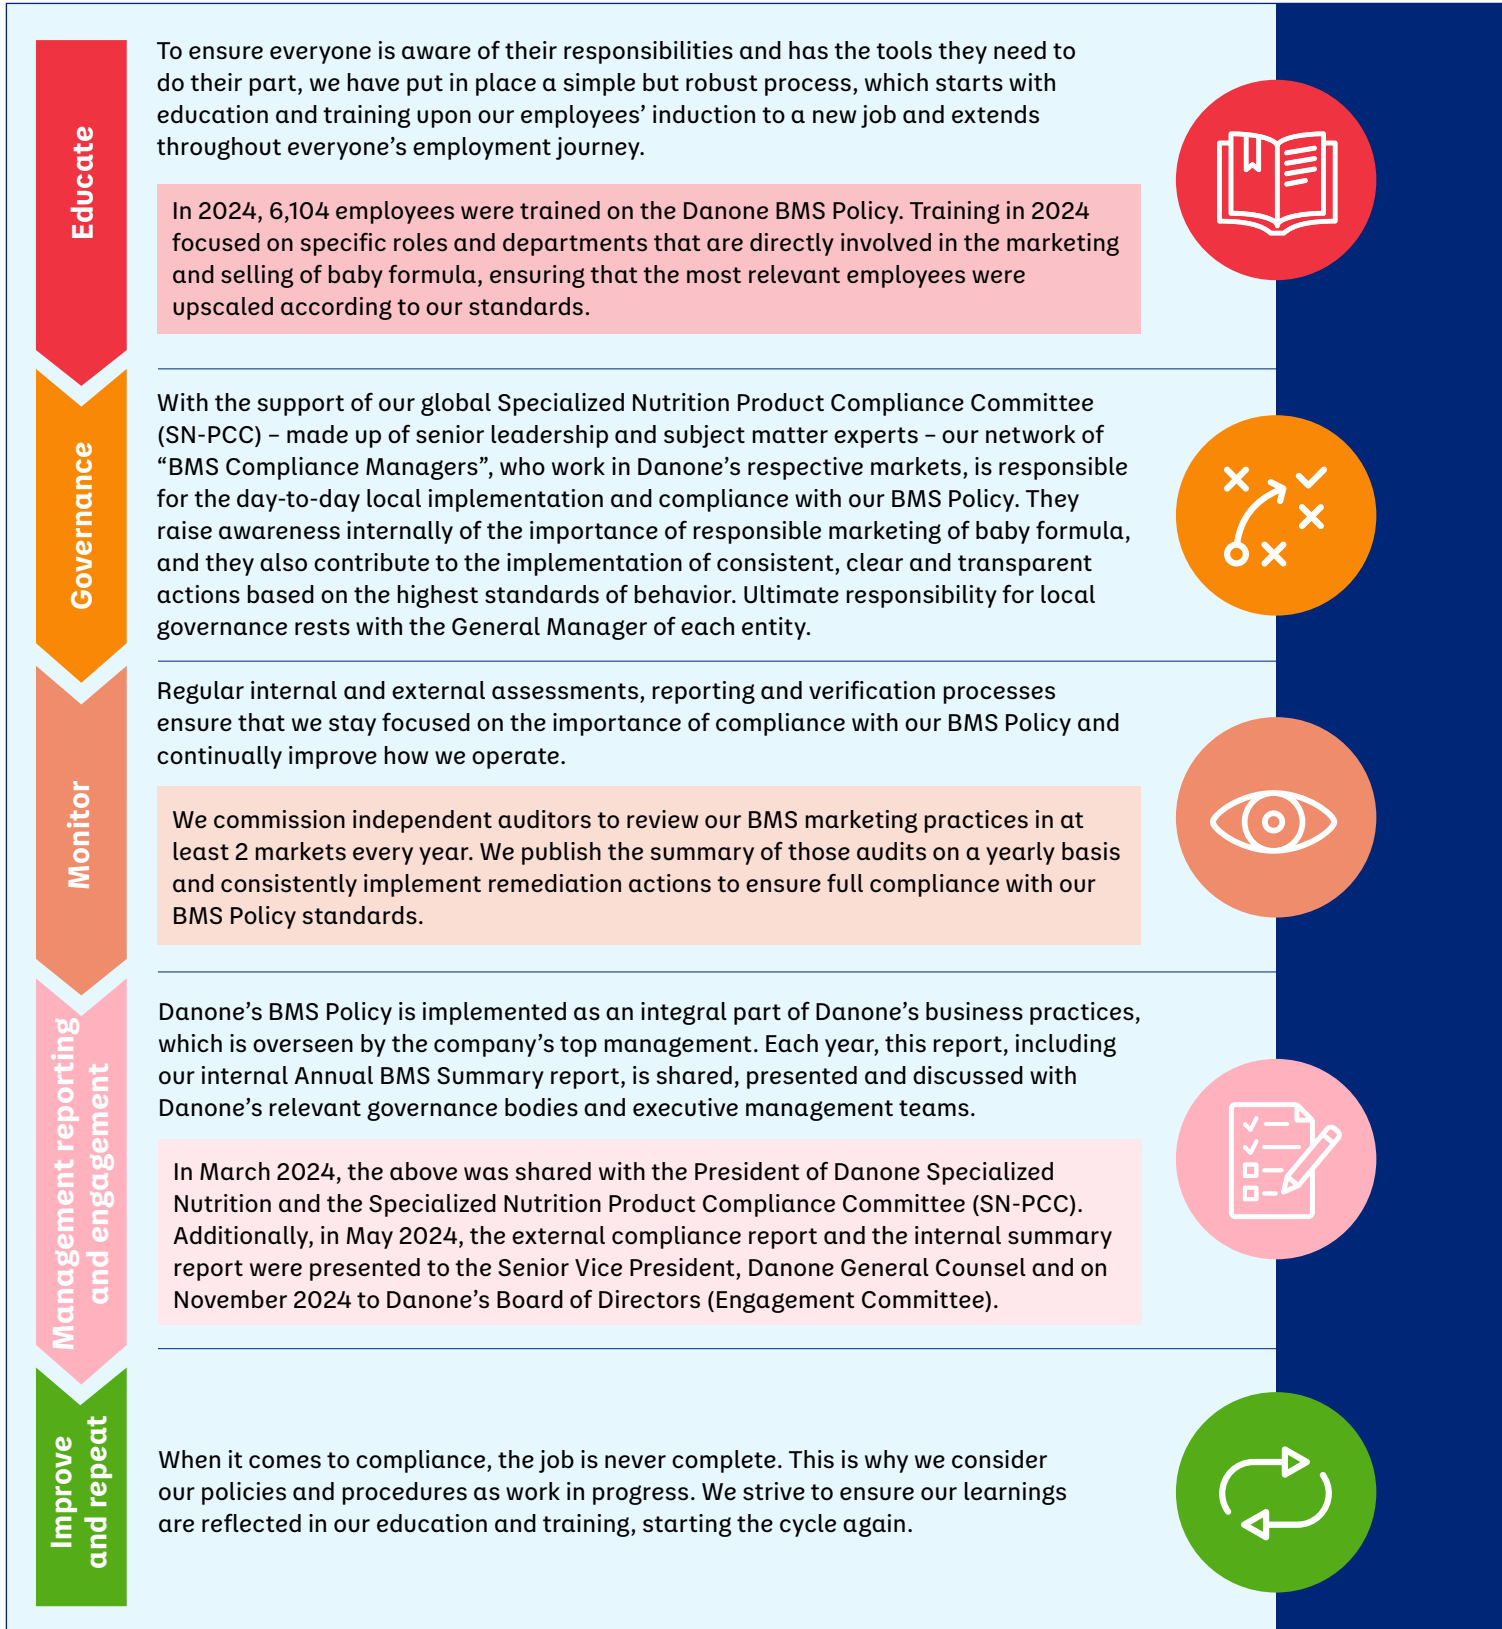 Educate
To ensure everyone is aware of their responsibilities and has the tools they need to
do their part, we have put in place a simple but robust process, which starts with
education and training upon our employees’ induction to a new job and extends
throughout everyone’s employment journey.
In 2024, 6,104 employees were trained on the Danone BMS Policy. Training in 2024
focused on specific roles and departments that are directly involved in the marketing
and selling of baby formula, ensuring that the most relevant employees were
upscaled according to our standards.
Governance
With the support of our global Specialized Nutrition Product Compliance Committee
(SN-PCC) – made up of senior leadership and subject matter experts – our network of
“BMS Compliance Managers”, who work in Danone’s respective markets, is responsible
for the day-to-day local implementation and compliance with our BMS Policy. They
raise awareness internally of the importance of responsible marketing of baby formula,
and they also contribute to the implementation of consistent, clear and transparent
actions based on the highest standards of behavior. Ultimate responsibility for local
governance rests with the General Manager of each entity.
Monitor
Regular internal and external assessments, reporting and verification processes
ensure that we stay focused on the importance of compliance with our BMS Policy and
continually improve how we operate.
We commission independent auditors to review our BMS marketing practices in at
least 2 markets every year. We publish the summary of those audits on a yearly basis
and consistently implement remediation actions to ensure full compliance with our
BMS Policy standards.
Management reporting
and engagement
Danone’s BMS Policy is implemented as an integral part of Danone’s business practices,
which is overseen by the company’s top management. Each year, this report, including
our internal Annual BMS Summary report, is shared, presented and discussed with
Danone’s relevant governance bodies and executive management teams.
In March 2024, the above was shared with the President of Danone Specialized
Nutrition and the Specialized Nutrition Product Compliance Committee (SN-PCC).
Additionally, in May 2024, the external compliance report and the internal summary
report were presented to the Senior Vice President, Danone General Counsel and on
November 2024 to Danone’s Board of Directors (Engagement Committee).
Improve
and repeat
When it comes to compliance, the job is never complete. This is why we consider
our policies and procedures as work in progress. We strive to ensure our learnings
are reflected in our education and training, starting the cycle again.